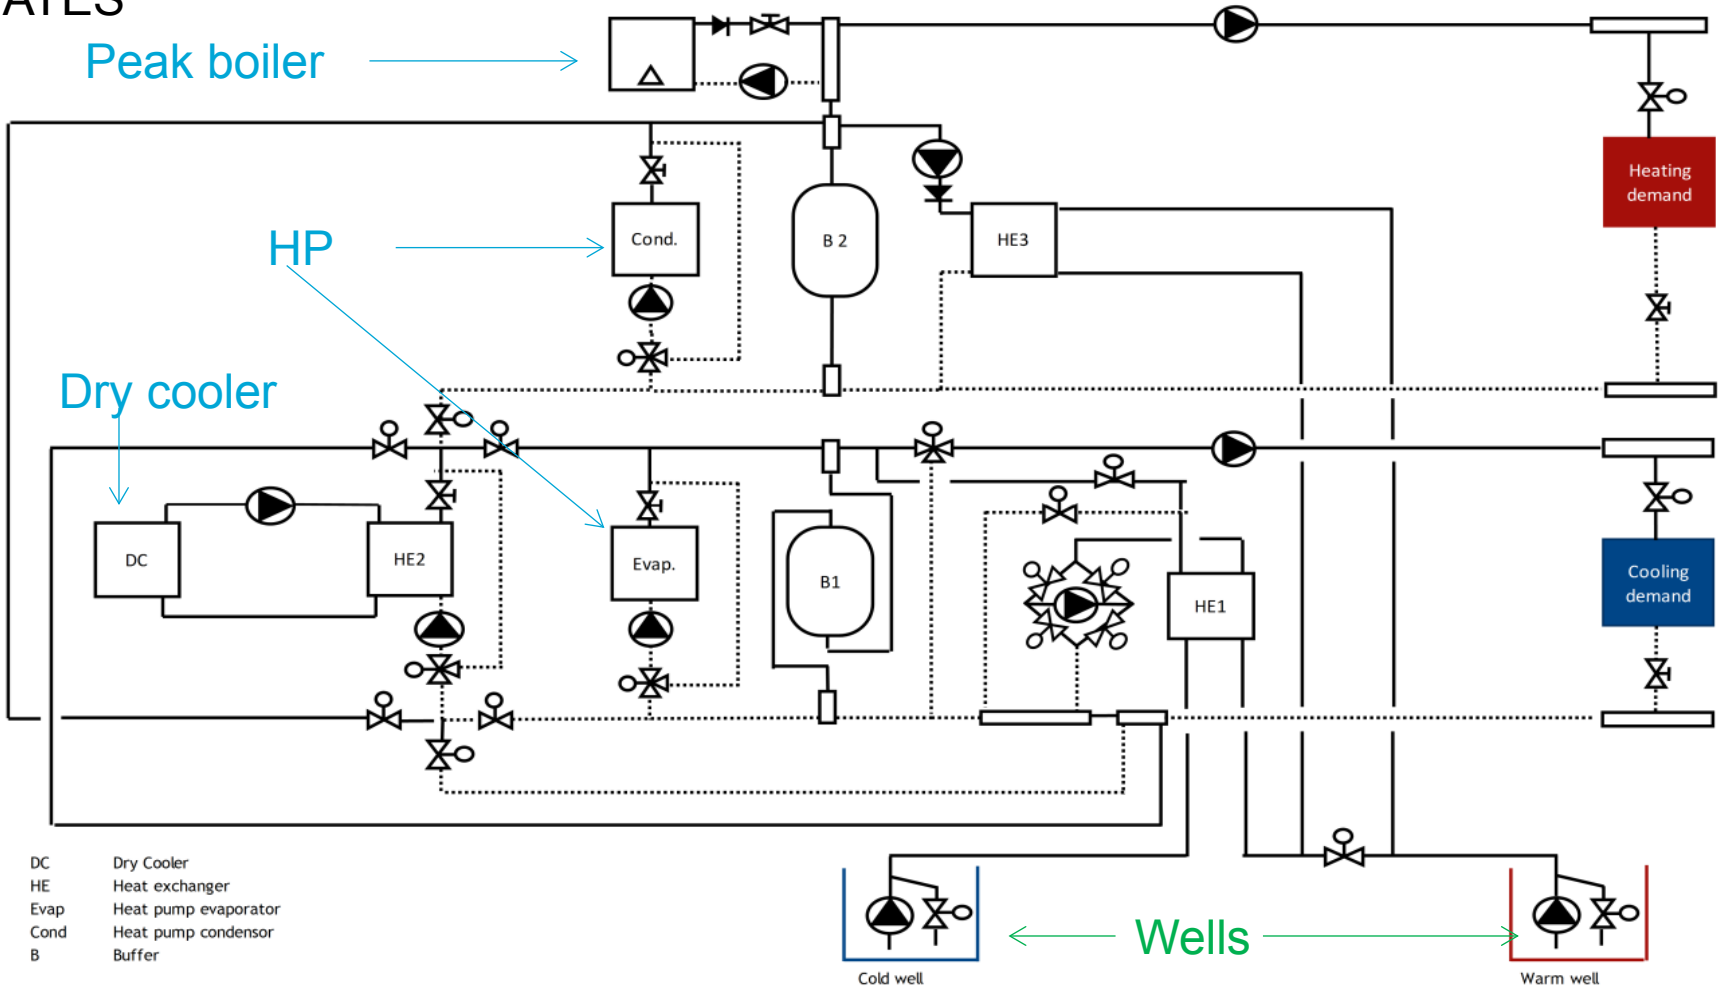 ATES
Peak boiler
Heating
demand
Cond.
B 2
HE3
HP
Dry cooler
DC
HE2
Evap.
B1
HE1
Cooling
demand
DC Dry Cooler
HE Heat exchanger
Evap Heat pump evaporator
Cond Heat pump condensor
B Buffer
Wells
Cold well
Warm well